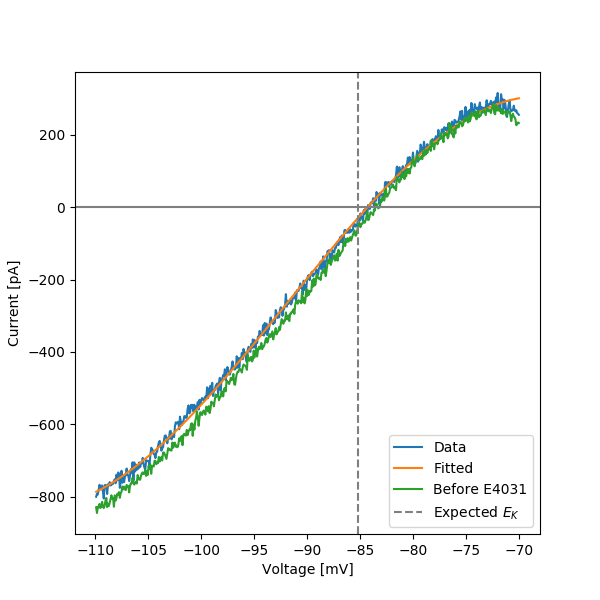 200
0
−200
−400
−600
−800
Current [pA]
−110 −105 −100 −95 −90 −85 −80 −75 −70
Voltage [mV]
Data
Fitted
Before E4031
Expected E_K